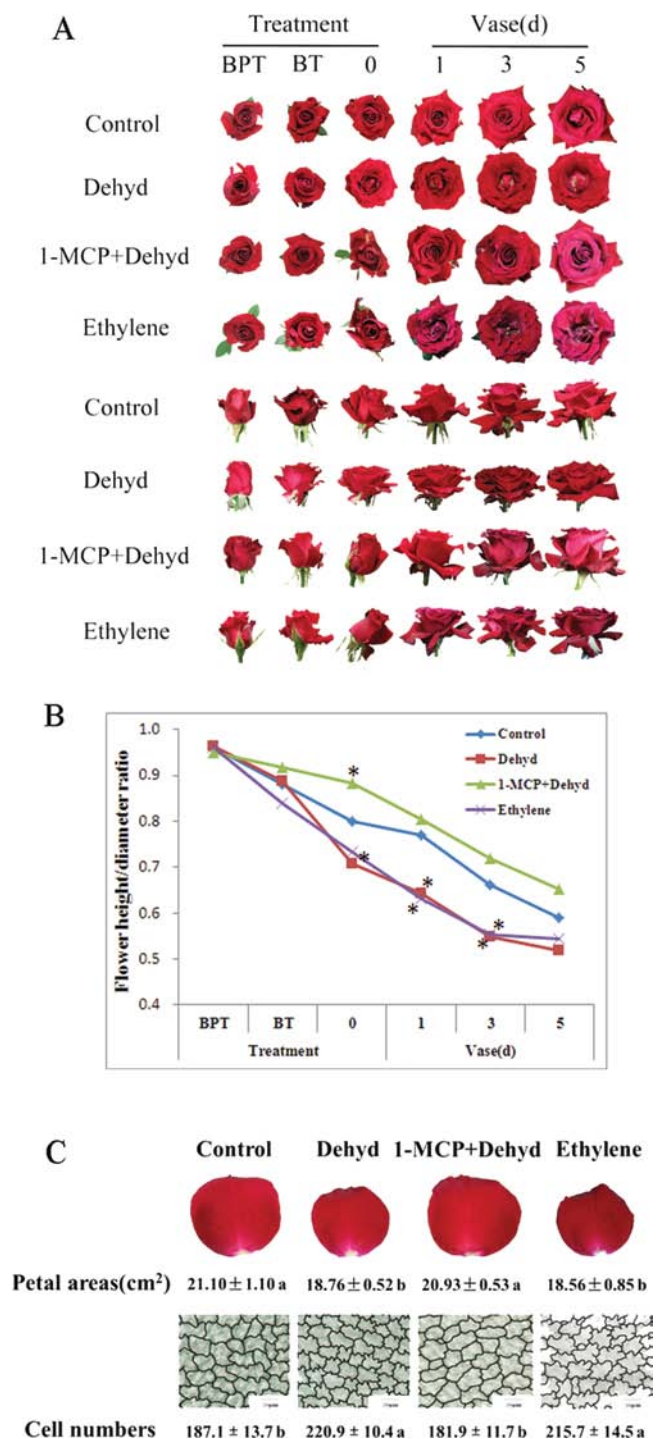 A
Treatment Vase(d)
BPT BT 0 1 3 5
Control
Dehyd
1-MCP+Dehyd
Ethylene
Control
Dehyd
1-MCP+Dehyd
Ethylene
B
Flower height/diameter ratio
1.0
0.9
0.8
0.7
0.6
0.5
0.4
Control
Dehyd
1-MCP+Dehyd
Ethylene
*
*
*
*
*
*
BPT BT 0 1 3 5
Treatment Vase(d)
C
Control Dehyd 1-MCP+Dehyd Ethylene
Petal areas(cm²) 21.10 ± 1.10 a 18.76 ± 0.52 b 20.93 ± 0.53 a 18.56 ± 0.85 b
Cell numbers 187.1 ± 13.7 b 220.9 ± 10.4 a 181.9 ± 11.7 b 215.7 ± 14.5 a